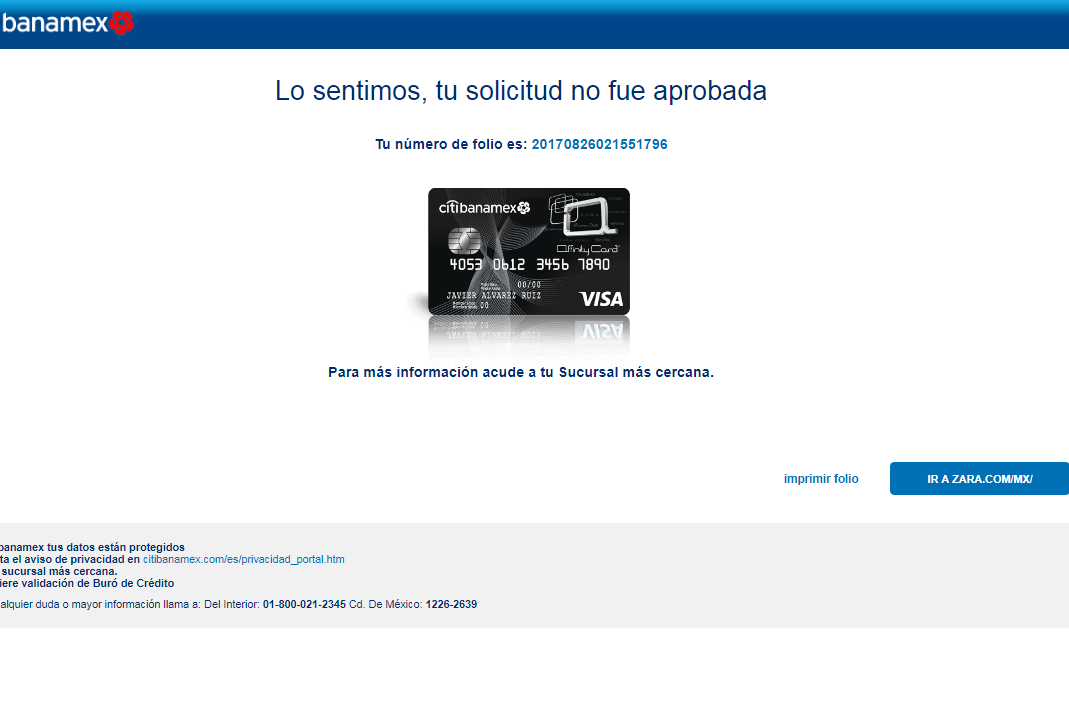 banamex
Lo sentimos, tu solicitud no fue aprobada
Tu número de folio es: 20170826021551796
citibanamex
Affinity Card
4053 0612 3456 7890
00/00
JAVIER ALVAREZ RUIZ
00
VISA
Para más información acude a tu Sucursal más cercana.
imprimir folio
IR A ZARA.COM/MX/
banamex tus datos están protegidos
ta el aviso de privacidad en citibanamex.com/es/privacidad_portal.htm
sucursal más cercana.
iere validación de Buró de Crédito
alquier duda o mayor información llama a: Del Interior: 01-800-021-2345 Cd. De México: 1226-2639